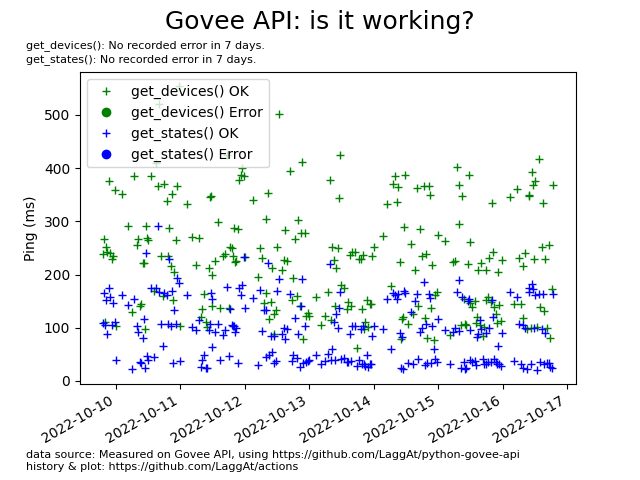 Govee API: is it working?
get_devices(): No recorded error in 7 days.
get_states(): No recorded error in 7 days.
get_devices() OK
get_devices() Error
get_states() OK
get_states() Error
Ping (ms)
500
400
300
200
100
0
2022-10-10
2022-10-11
2022-10-12
2022-10-13
2022-10-14
2022-10-15
2022-10-16
2022-10-17
data source: Measured on Govee API, using https://github.com/LaggAt/python-govee-api
history & plot: https://github.com/LaggAt/actions